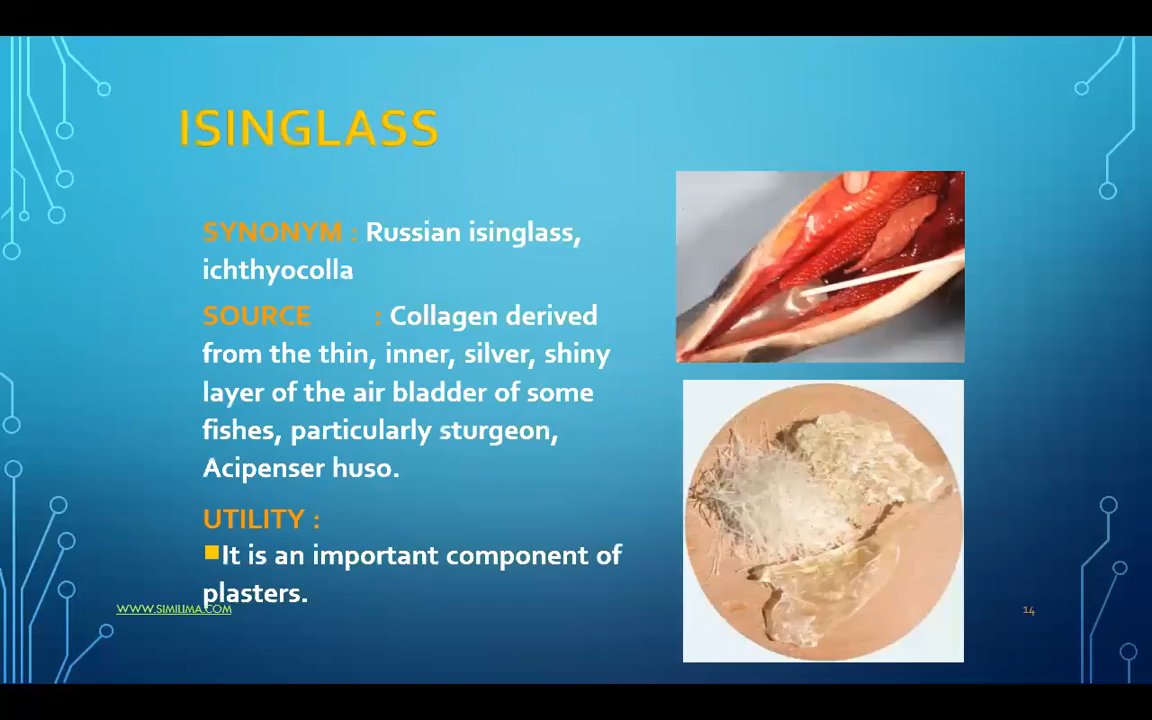 ISINGLASS
SYNONYM : Russian isinglass,
ichthyocolla
SOURCE : Collagen derived
from the thin, inner, silver, shiny
layer of the air bladder of some
fishes, particularly sturgeon,
Acipenser huso.
UTILITY :
It is an important component of
plasters.
WWW.SIMILIMA.COM
14